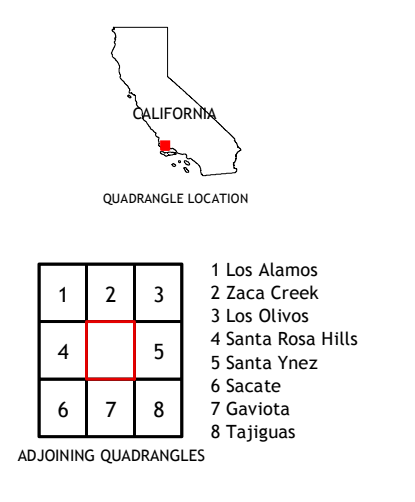 CALIFORNIA
QUADRANGLE LOCATION
1 2 3
4 5
6 7 8
1 Los Alamos
2 Zaca Creek
3 Los Olivos
4 Santa Rosa Hills
5 Santa Ynez
6 Sacate
7 Gaviota
8 Tajiguas
ADJOINING QUADRANGLES